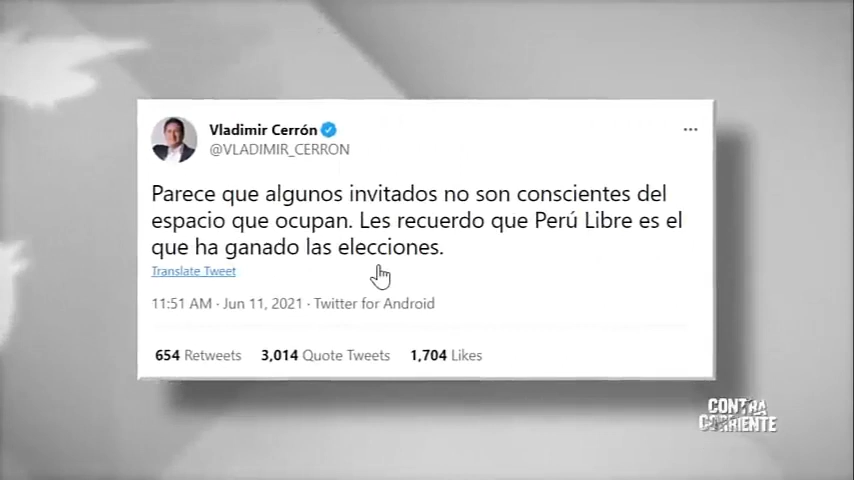 Vladimir Cerrón
@VLADIMIR_CERRON
Parece que algunos invitados no son conscientes del
espacio que ocupan. Les recuerdo que Perú Libre es el
que ha ganado las elecciones.
Translate Tweet
11:51 AM · Jun 11, 2021 · Twitter for Android
654 Retweets 3,014 Quote Tweets 1,704 Likes
CONTRA
CORRIENTE